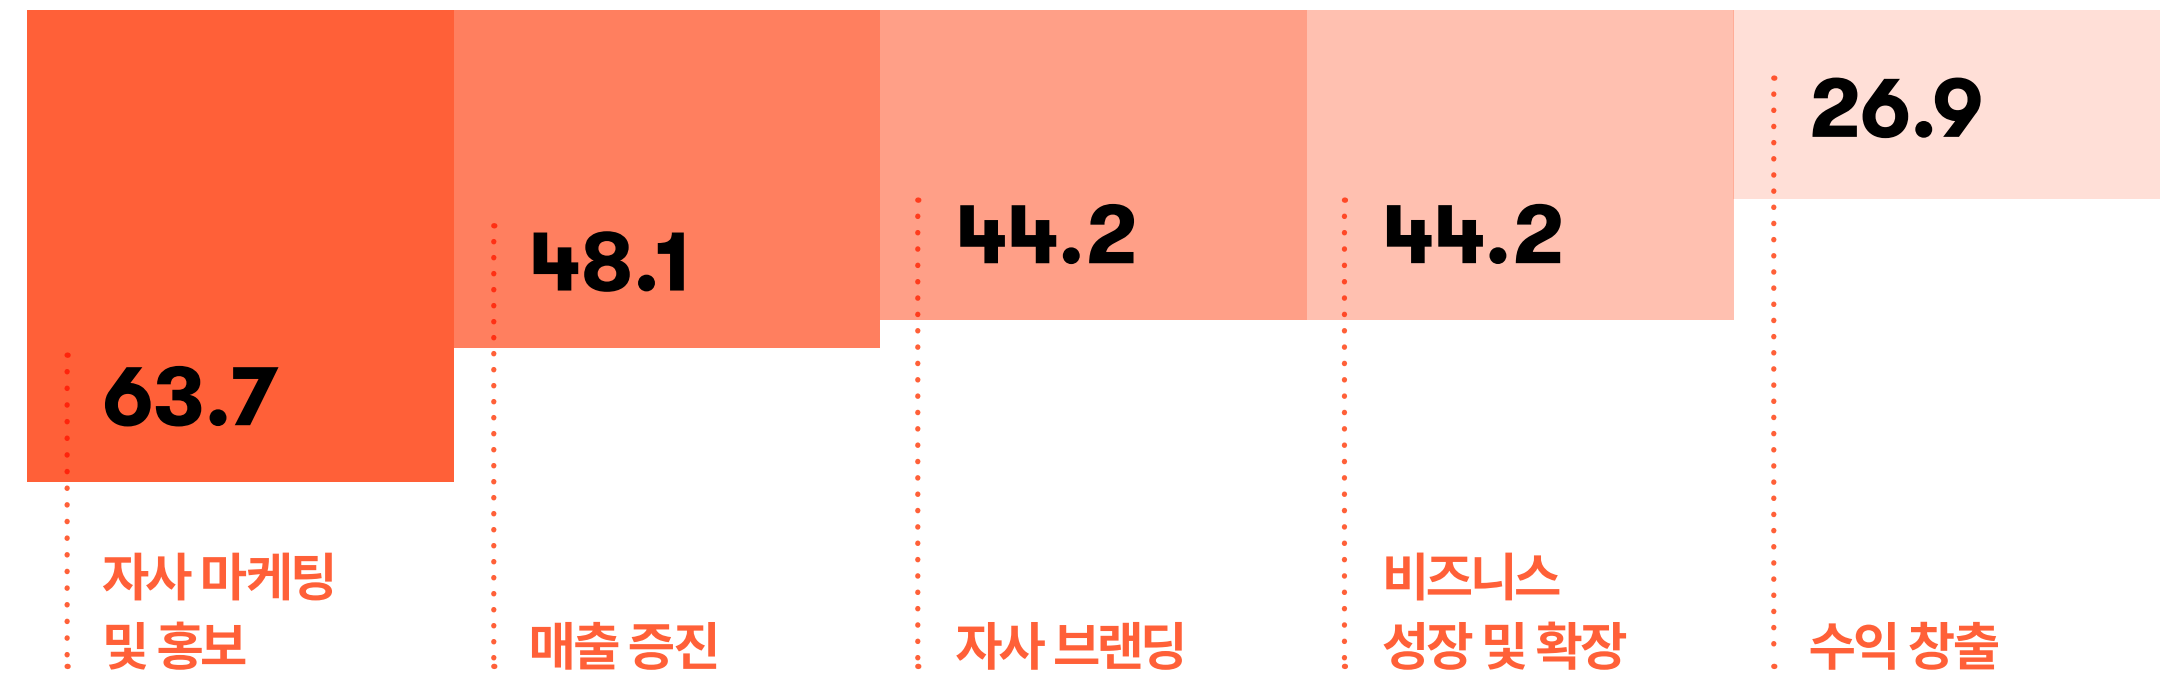 63.7
48.1
44.2
44.2
26.9
자사 마케팅
및 홍보
매출 증진
자사 브랜딩
비즈니스
성장 및 확장
수익 창출